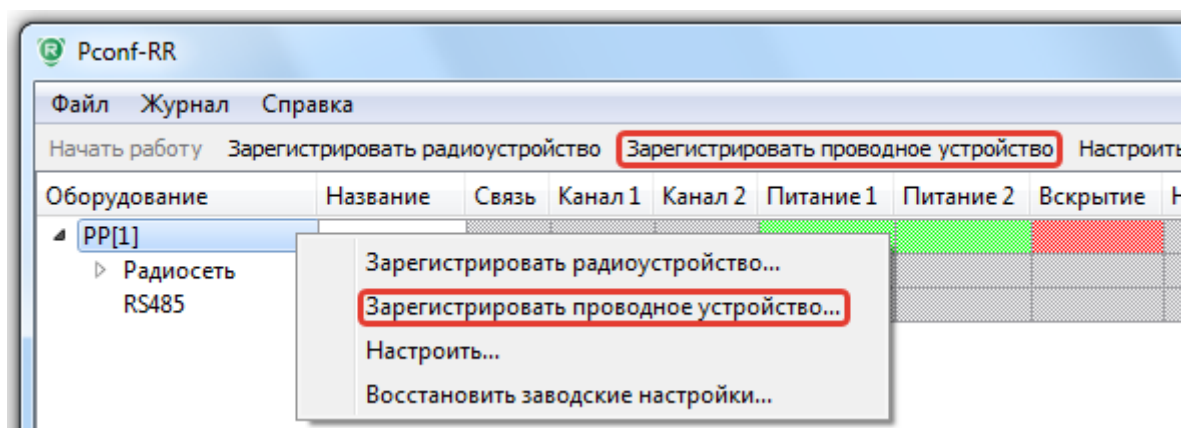 Pconf-RR
Файл Журнал Справка
Начать работу Зарегистрировать радиоустройство Зарегистрировать проводное устройство Настроить
Оборудование Название Связь Канал 1 Канал 2 Питание 1 Питание 2 Вскрытие Н
РР[1]
Зарегистрировать радиоустройство...
Радиосеть
Зарегистрировать проводное устройство...
RS485
Настроить...
Восстановить заводские настройки...